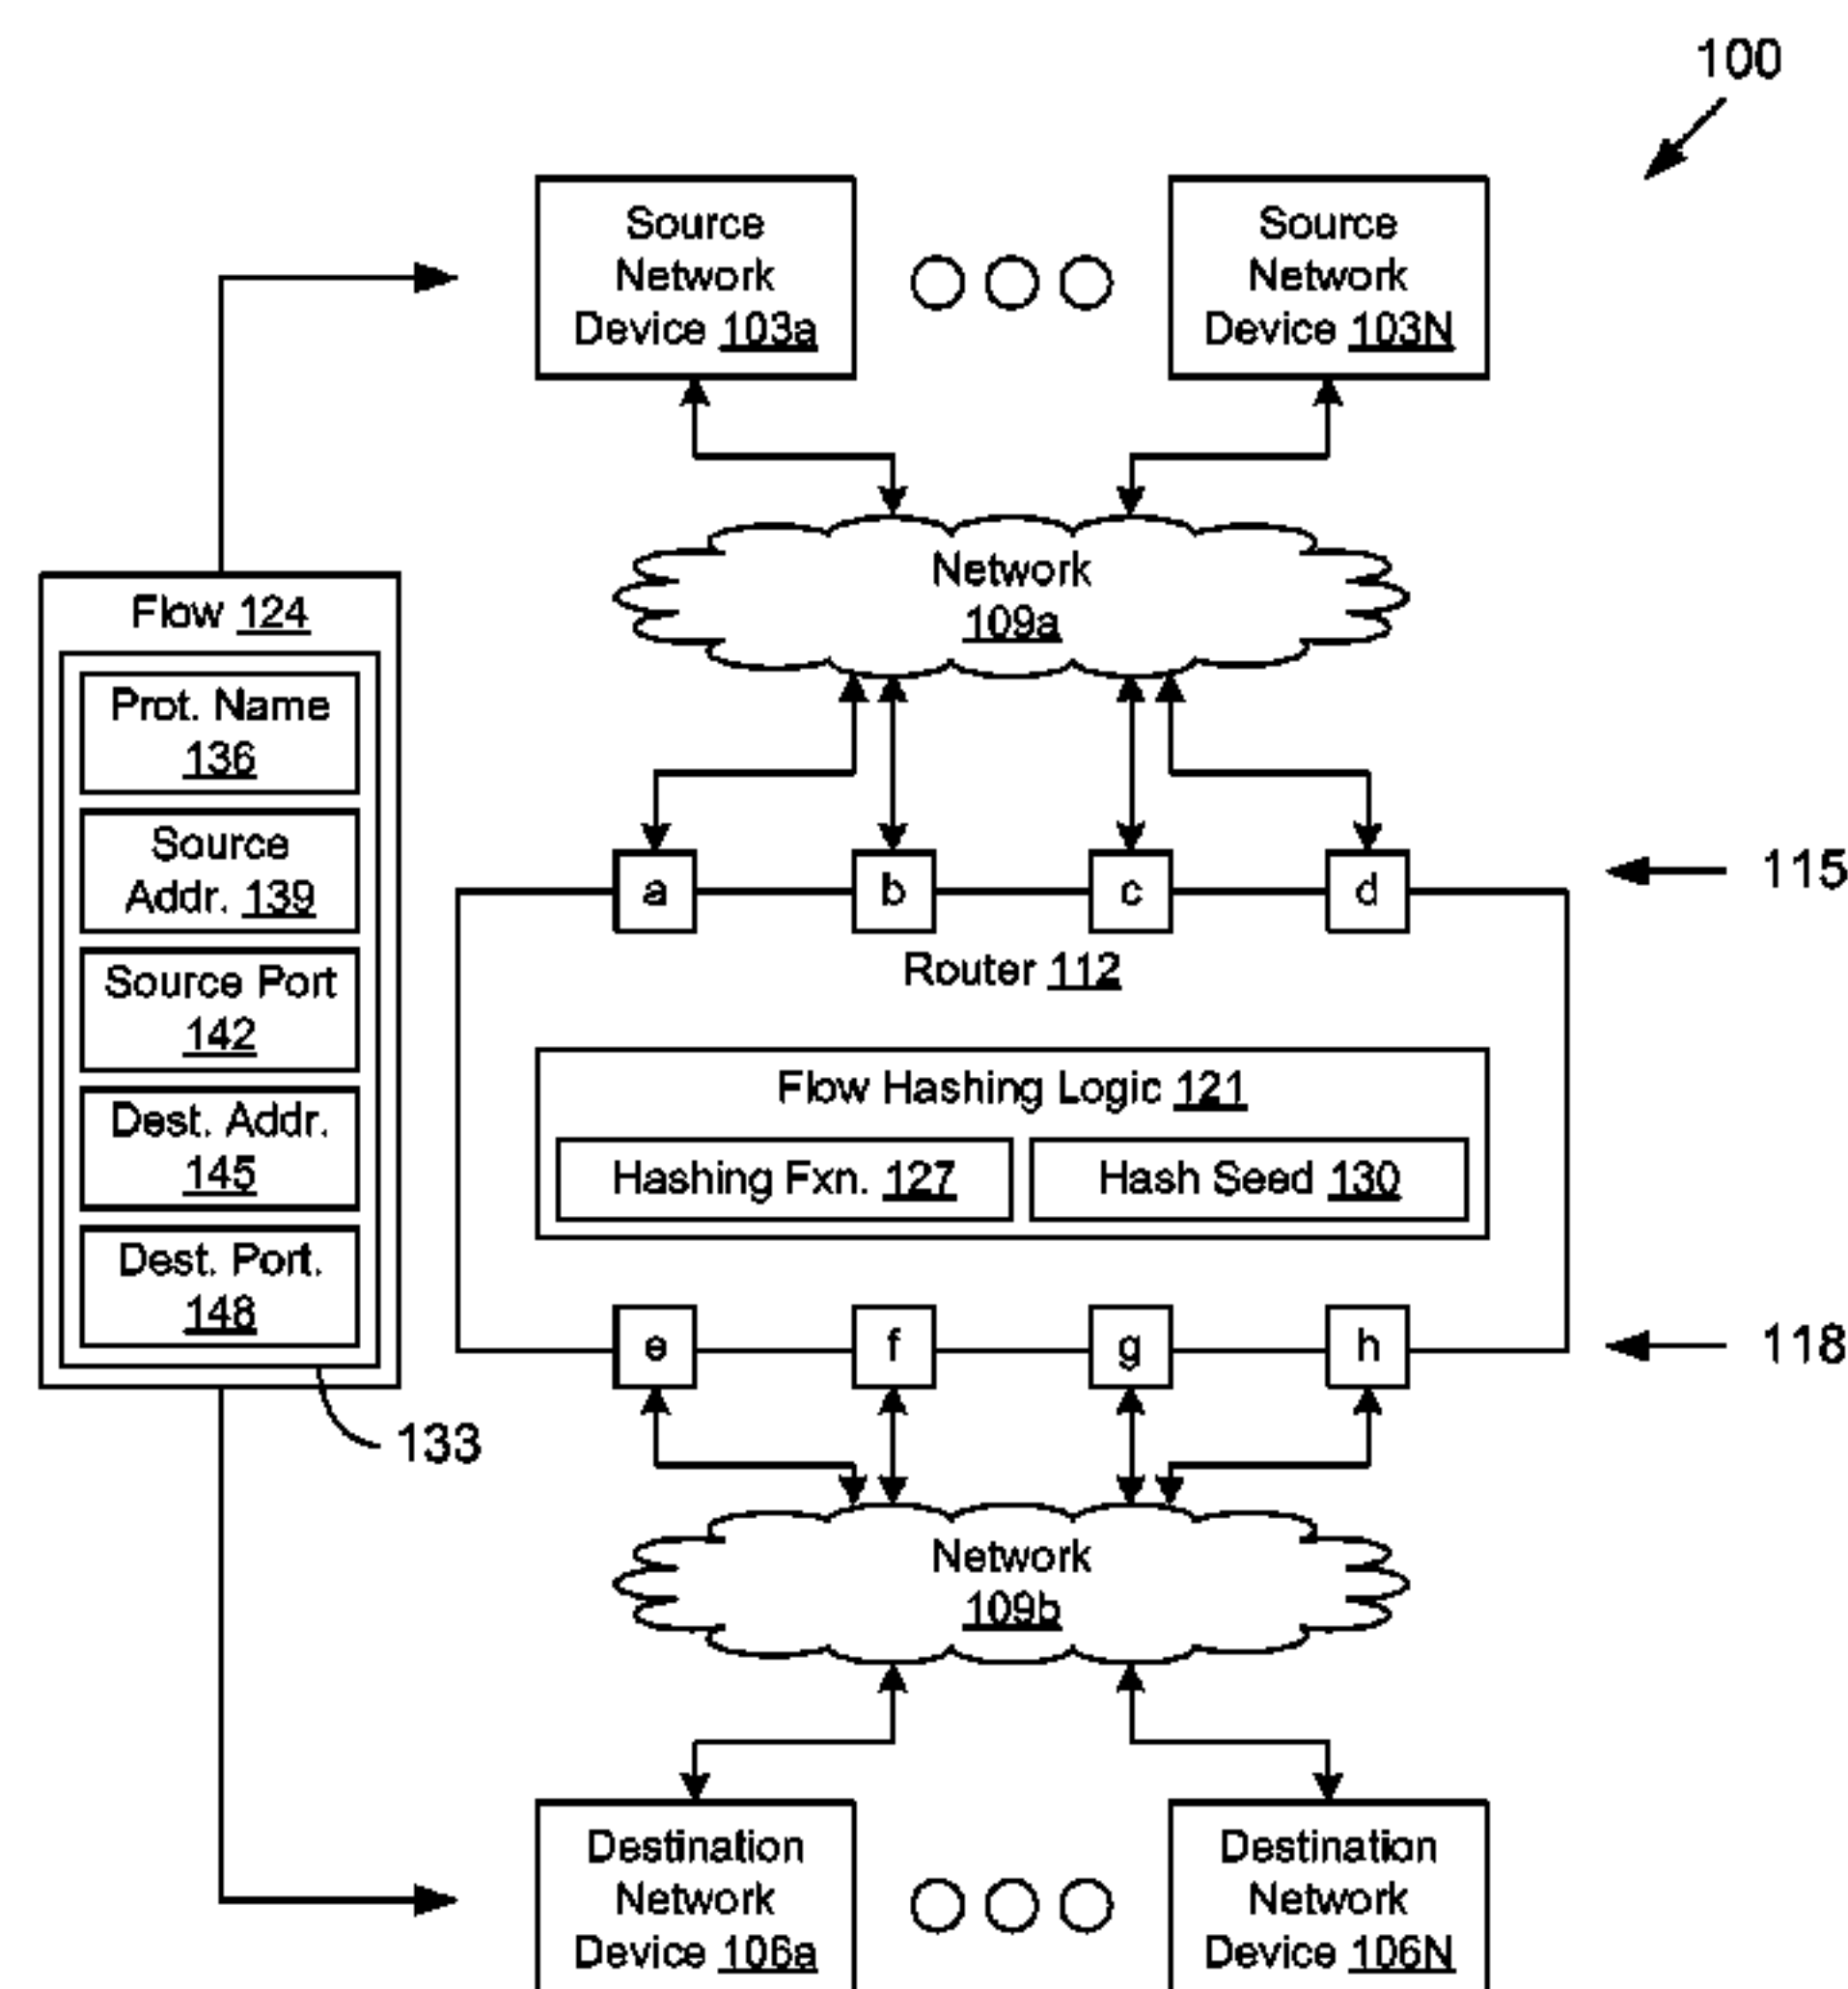 100
Source
Network
Device 103a
Source
Network
Device 103N
Network
109a
Flow 124
Prot. Name
136
Source
Addr. 139
Source Port
142
Dest. Addr.
145
Dest. Port.
148
133
a
b
c
d
115
Router 112
Flow Hashing Logic 121
Hashing Fxn. 127
Hash Seed 130
e
f
g
h
118
Network
109b
Destination
Network
Device 106a
Destination
Network
Device 106N